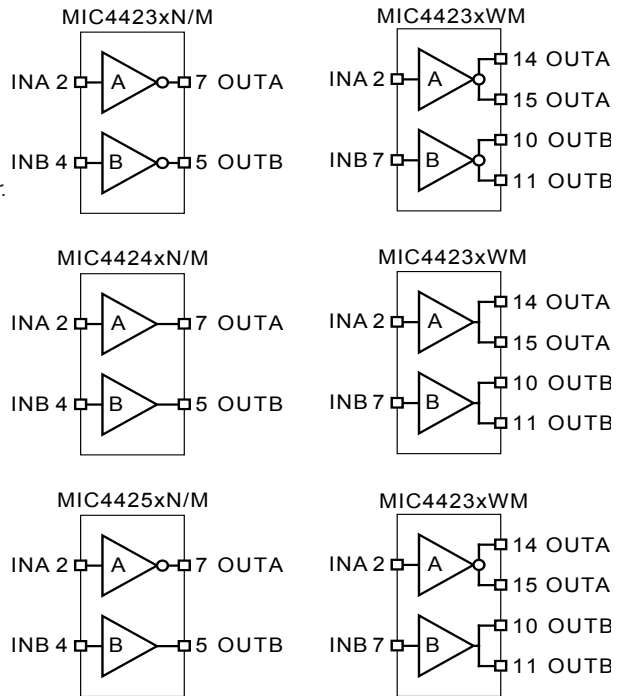 MIC4423xN/M
INA 2 A 7 OUTA
INB 4 B 5 OUTB
r.
MIC4423xWM
INA 2 A 14 OUTA
15 OUTA
INB 7 B 10 OUTB
11 OUTB
MIC4424xN/M
INA 2 A 7 OUTA
INB 4 B 5 OUTB
MIC4423xWM
INA 2 A 14 OUTA
15 OUTA
INB 7 B 10 OUTB
11 OUTB
MIC4425xN/M
INA 2 A 7 OUTA
INB 4 B 5 OUTB
MIC4423xWM
INA 2 A 14 OUTA
15 OUTA
INB 7 B 10 OUTB
11 OUTB